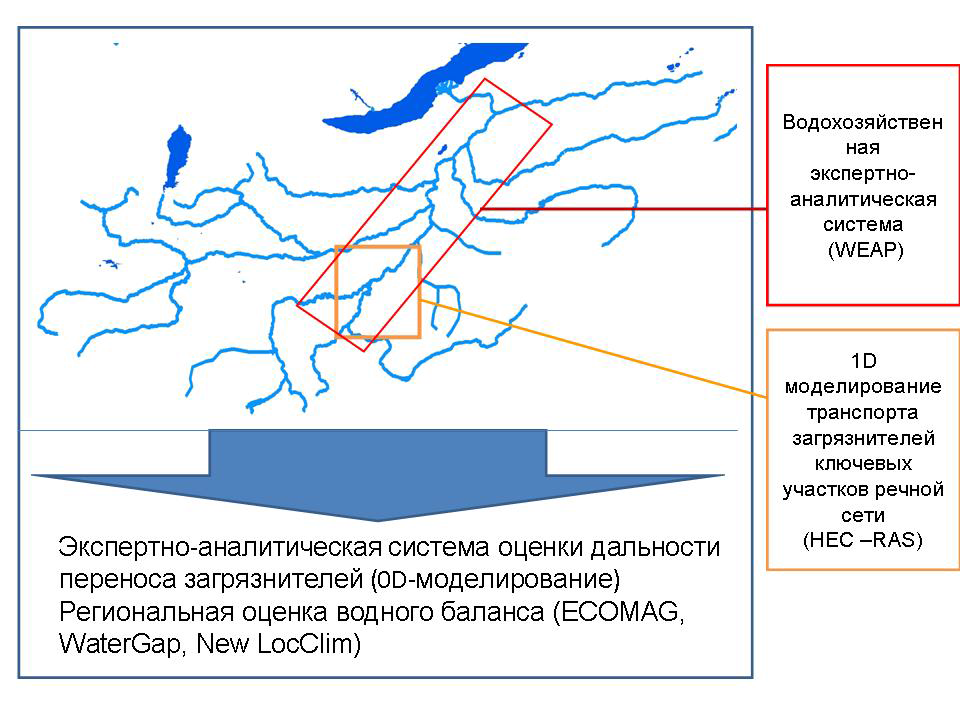 Водохозяйствен
ная
экспертно-
аналитическая
система
(WEAP)
1D
моделирование
транспорта
загрязнителей
ключевых
участков речной
сети
(HEC –RAS)
Экспертно-аналитическая система оценки дальности
переноса загрязнителей (0D-моделирование)
Региональная оценка водного баланса (ECOMAG,
WaterGap, New LocClim)